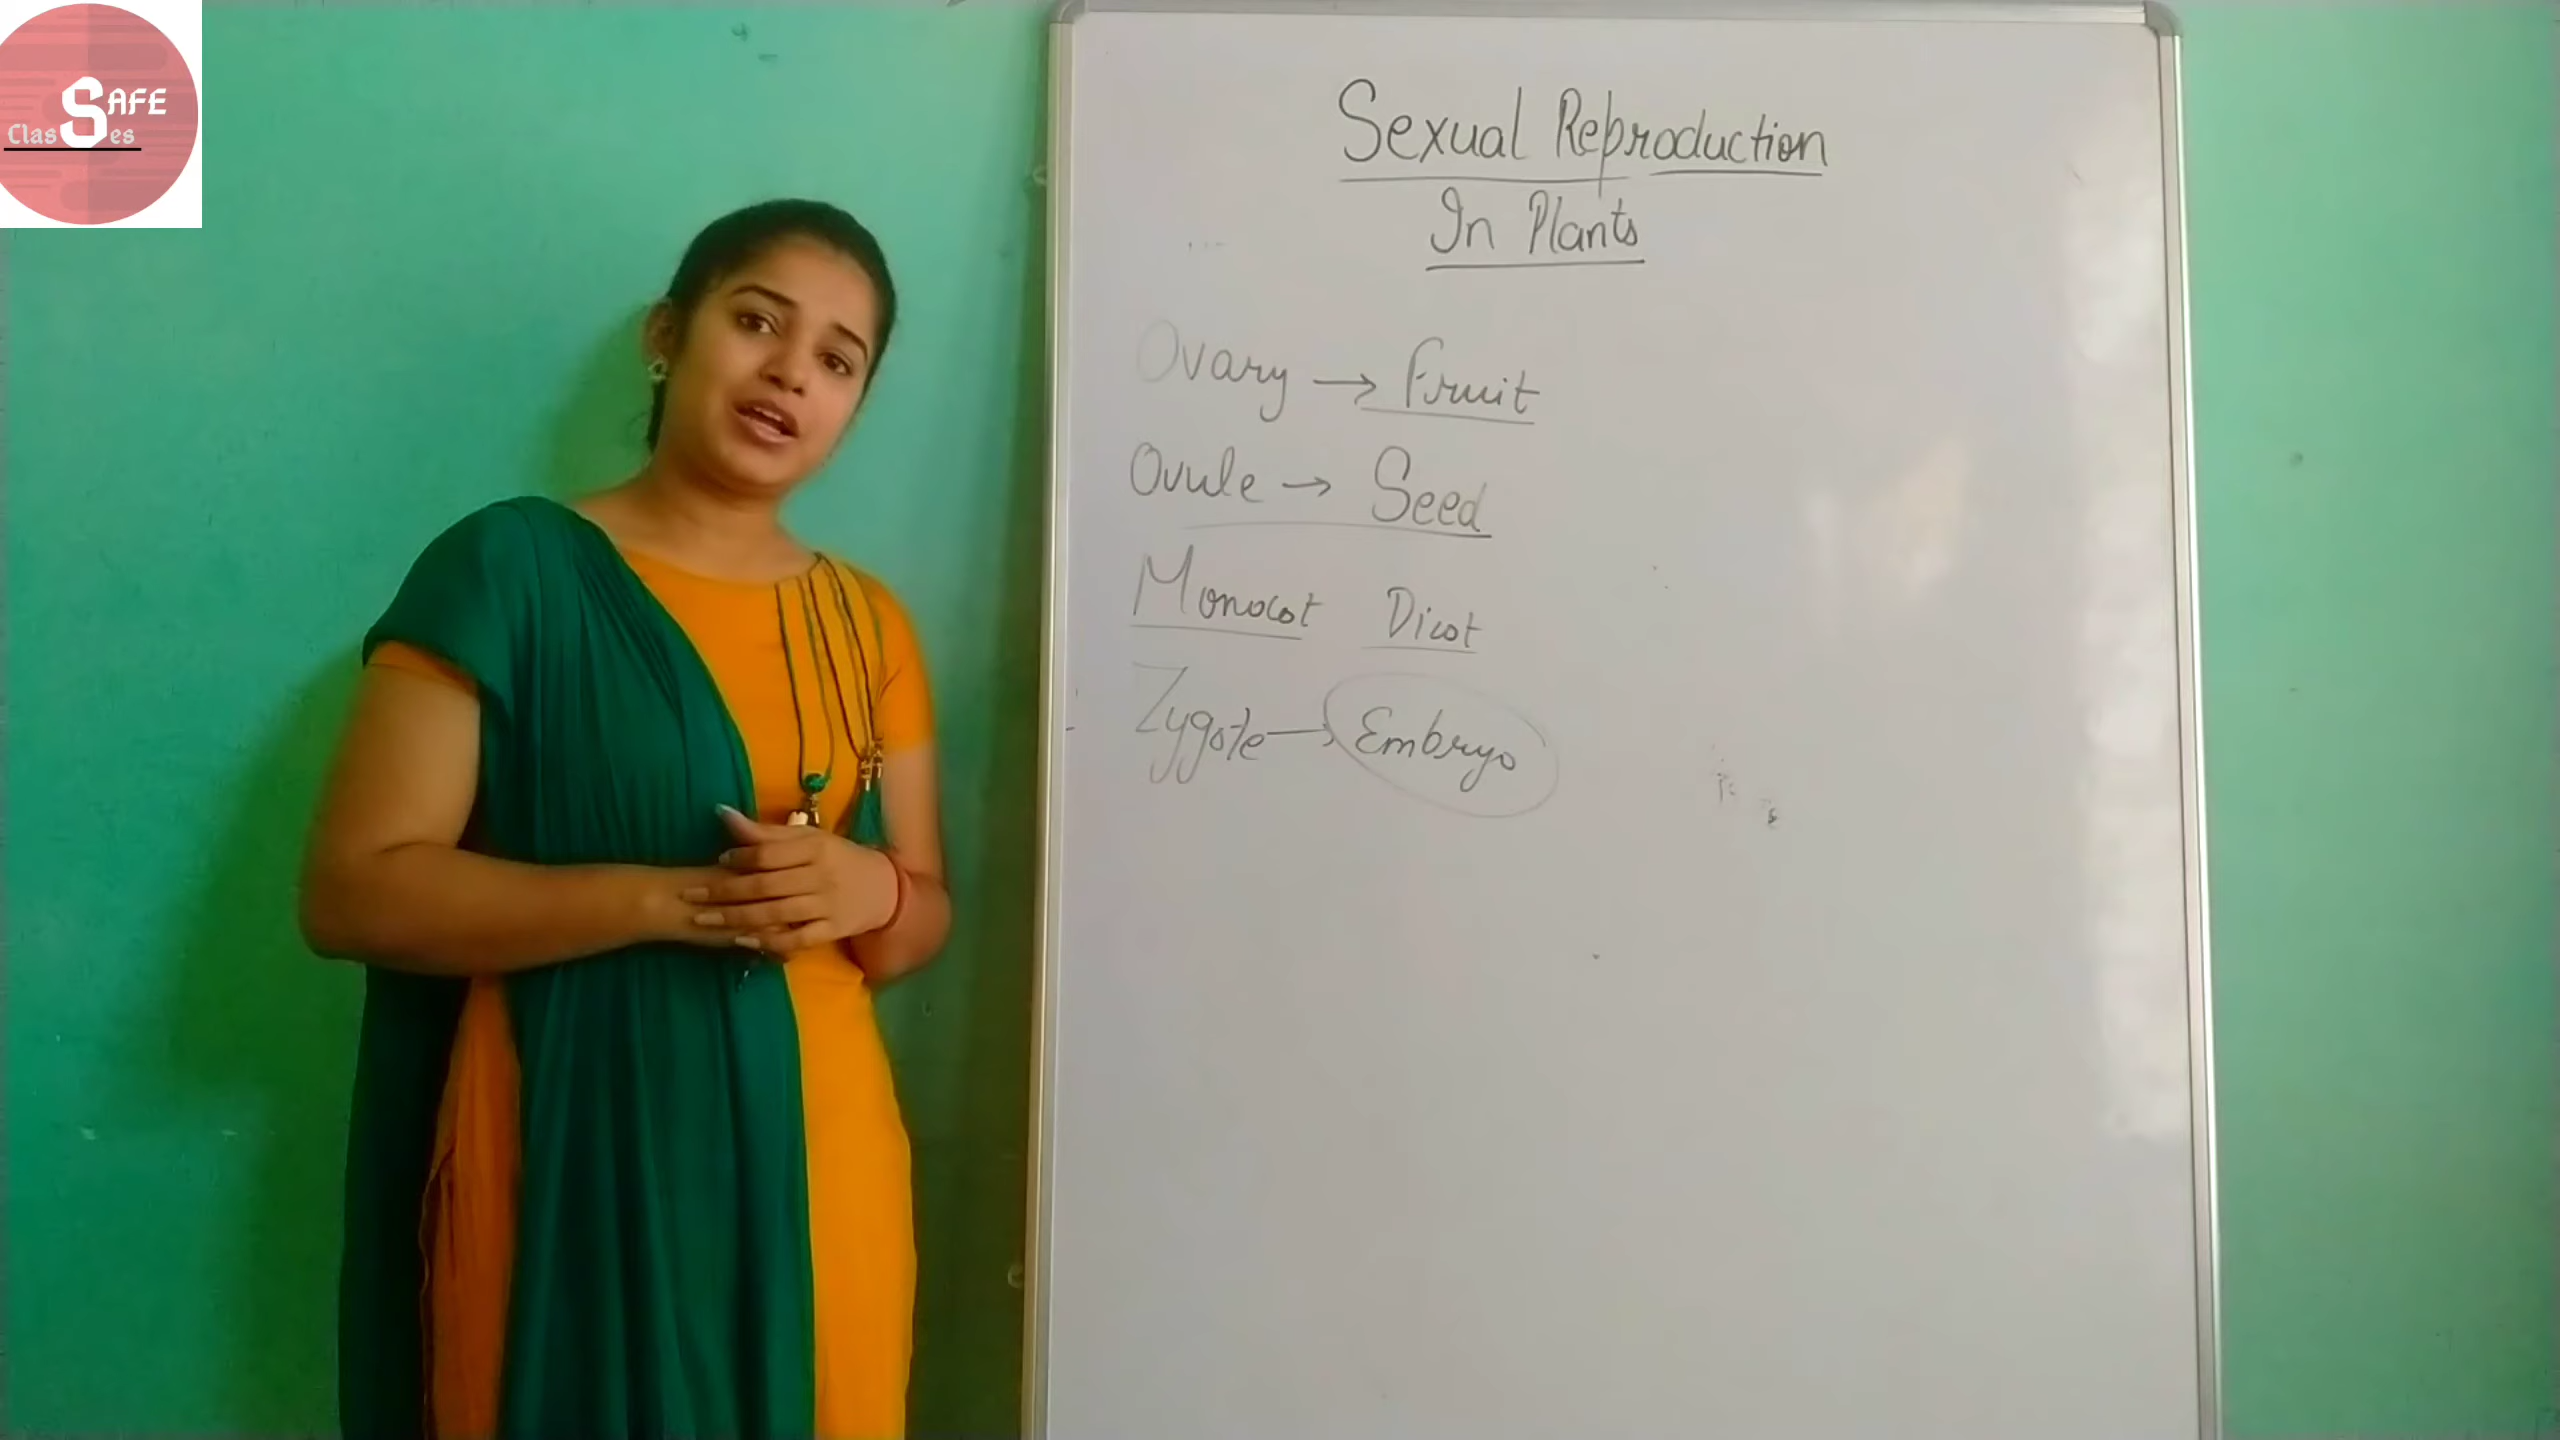 SAFE
Classes
Sexual Reproduction
In Plants
Ovary → Fruit
Ovule → Seed
Monocot Dicot
Zygote → Embryo